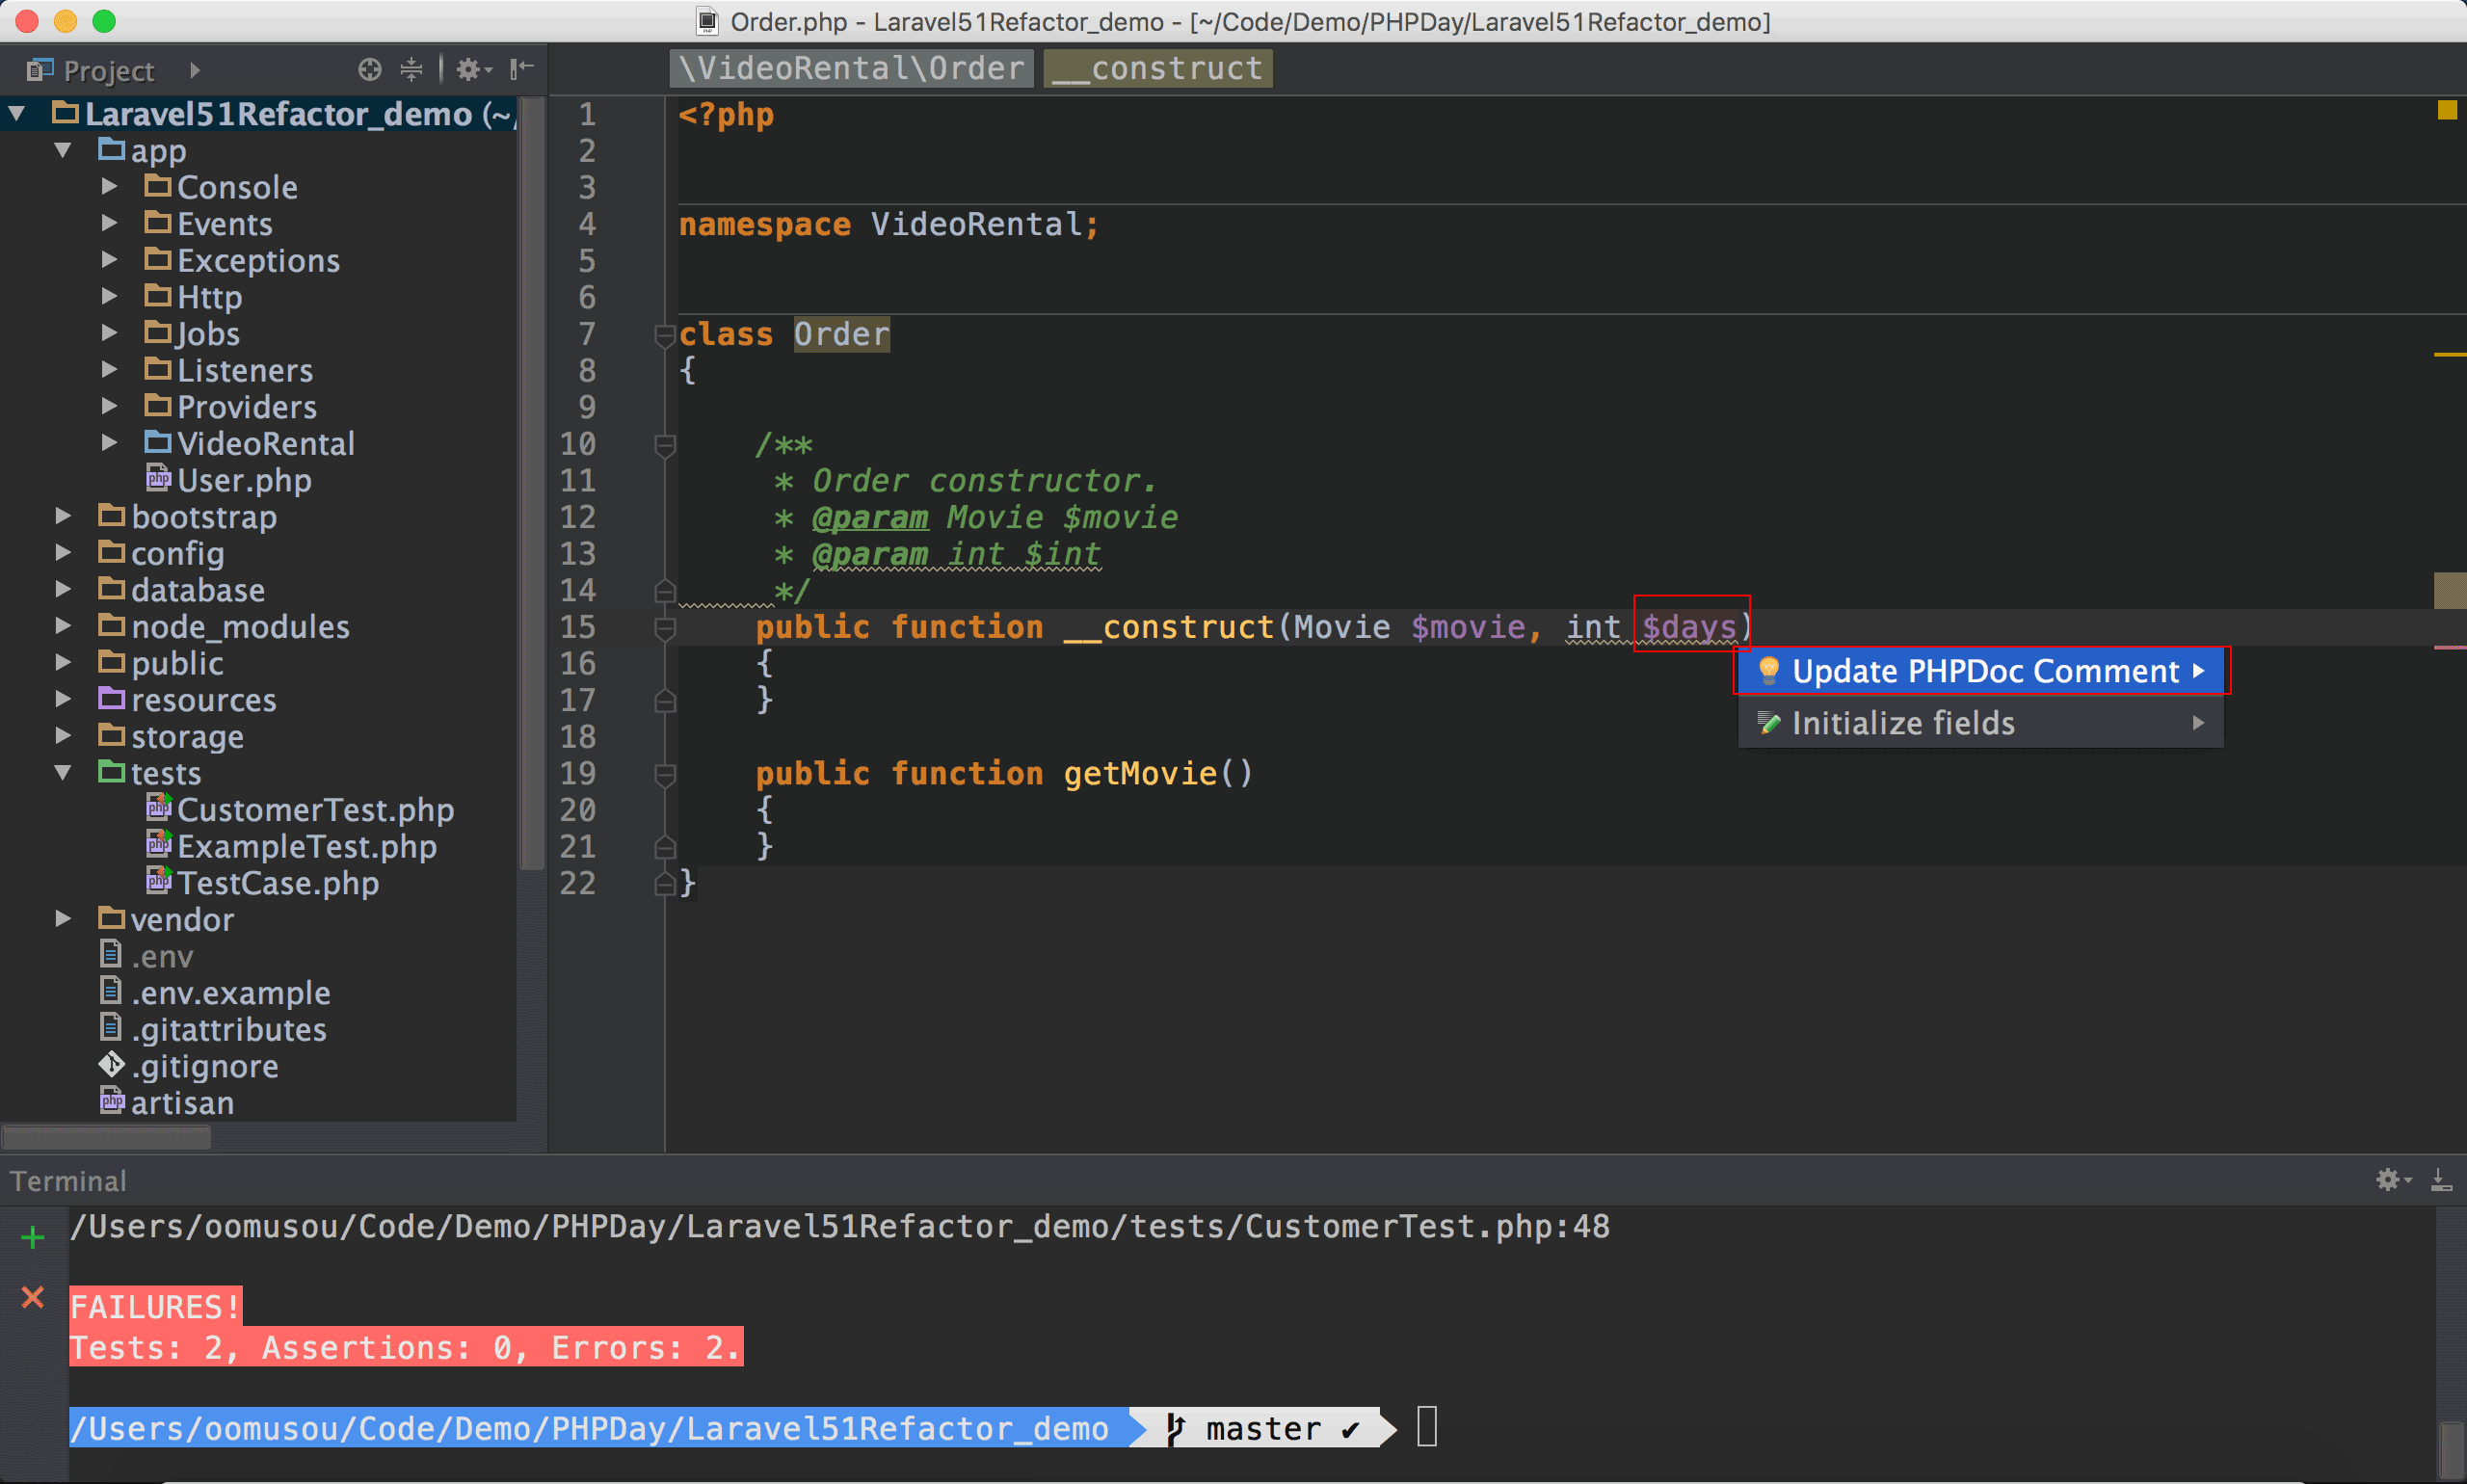 Order.php - Laravel51Refactor_demo - [~/Code/Demo/PHPDay/Laravel51Refactor_demo]
Project
\VideoRental\Order __construct
Laravel51Refactor_demo (~/
app
Console
Events
Exceptions
Http
Jobs
Listeners
Providers
VideoRental
User.php
bootstrap
config
database
node_modules
public
resources
storage
tests
CustomerTest.php
ExampleTest.php
TestCase.php
vendor
.env
.env.example
.gitattributes
.gitignore
artisan
1 <?php
2
3
4 namespace VideoRental;
5
6
7 class Order
8 {
9
10 /**
11 * Order constructor.
12 * @param Movie $movie
13 * @param int $int
14 */
15 public function __construct(Movie $movie, int $days)
16 {
17 }
18
19 public function getMovie()
20 {
21 }
22 }
Update PHPDoc Comment
Initialize fields
Terminal
/Users/oomusou/Code/Demo/PHPDay/Laravel51Refactor_demo/tests/CustomerTest.php:48
FAILURES!
Tests: 2, Assertions: 0, Errors: 2.
/Users/oomusou/Code/Demo/PHPDay/Laravel51Refactor_demo master ✔